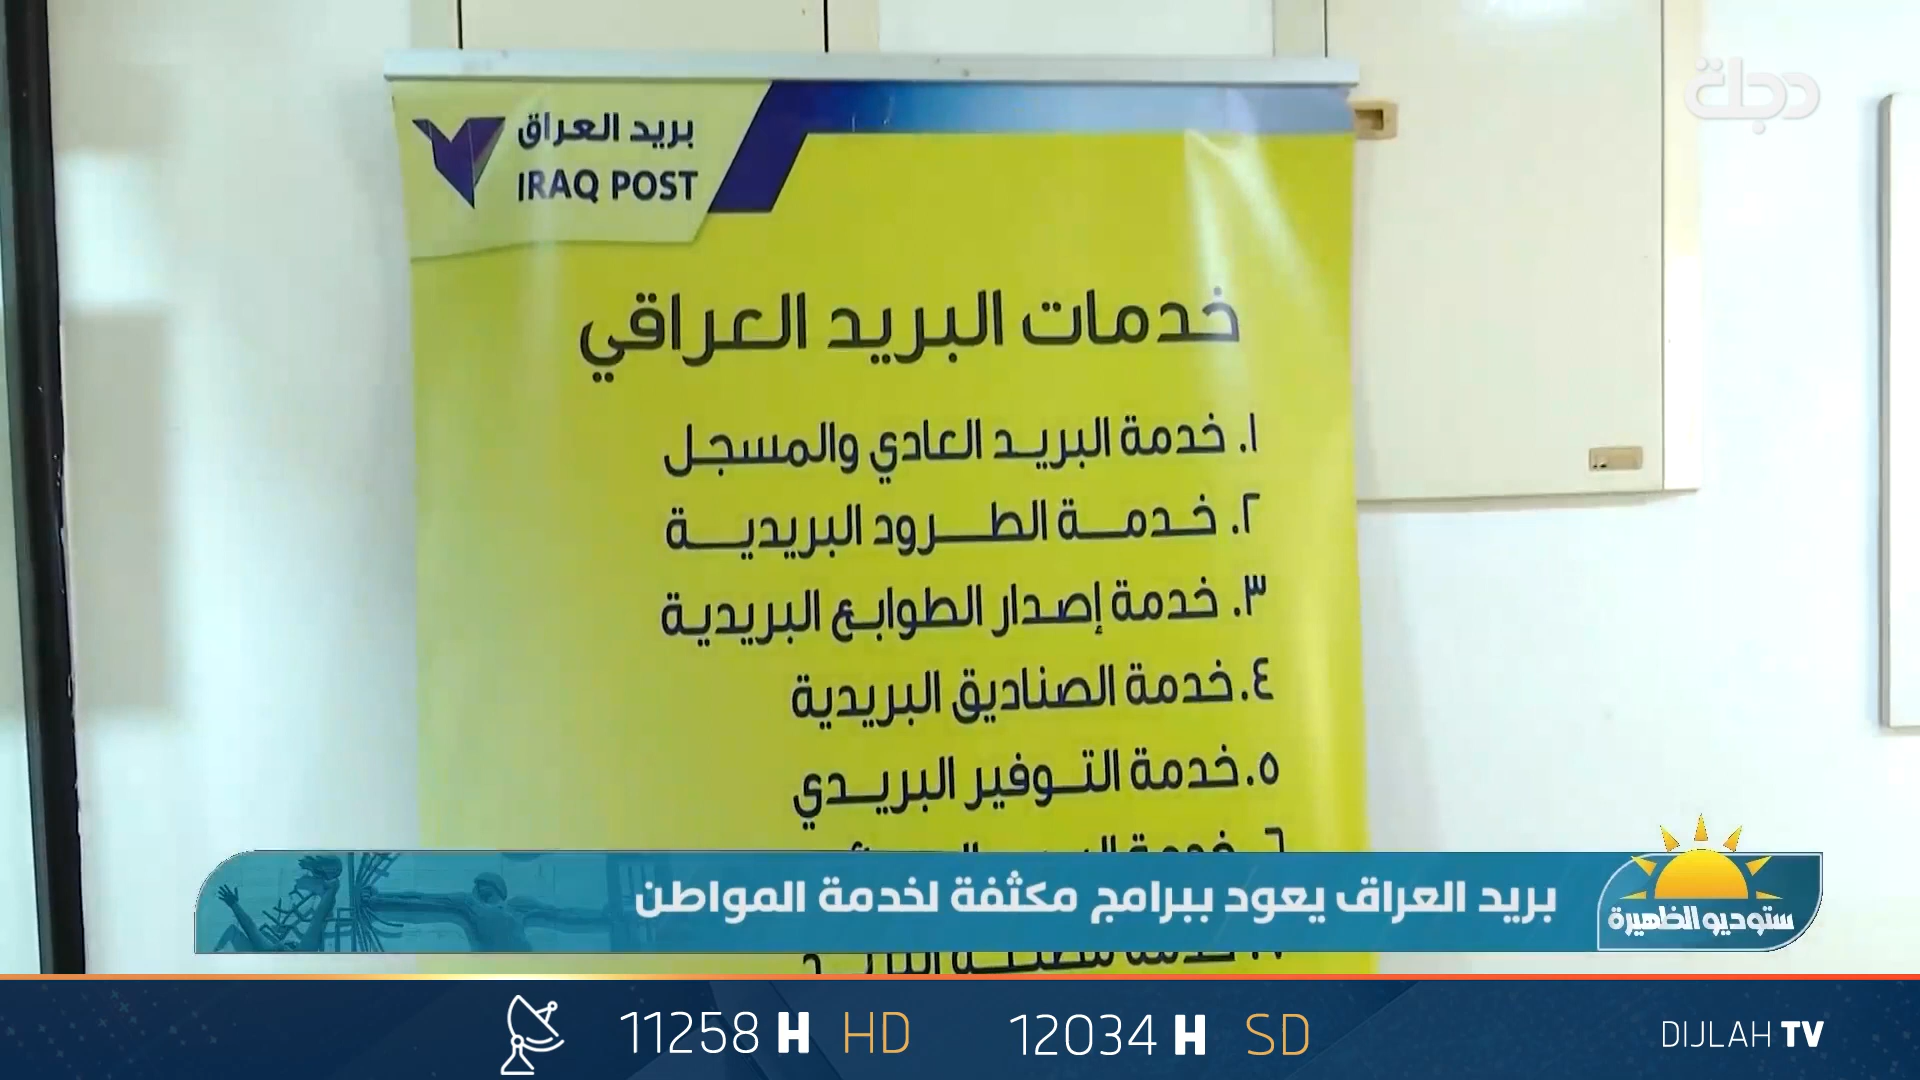 دجلة
بريد العراق
IRAQ POST
خدمات البريد العراقي
١. خدمة البريد العادي والمسجل
٢. خدمة الطرود البريدية
٣. خدمة إصدار الطوابع البريدية
٤. خدمة الصناديق البريدية
٥. خدمة التوفير البريدي
بريد العراق يعود ببرامج مكثفة لخدمة المواطن
ستوديو الظهيرة
11258 H HD 12034 H SD
DIJLAH TV